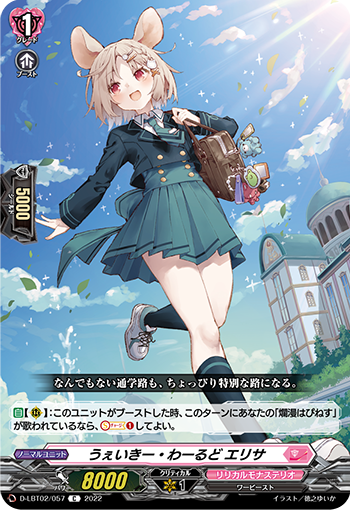 1
グレード
ブースト
5000
シールド
なんでもない通学路も、ちょっぴり特別な路になる。
【自】【(R)】:このユニットがブーストした時、このターンにあなたの「爛漫はぴねす」
が歌われているなら、(チャージ)(1)してよい。
ノーマルユニット
うぇいきー・わーるど エリサ
パワー 8000
クリティカル 1
リリカルモナステリオ
ワービースト
D-LBT02/057 C 2022
イラスト/徳之ゆいか